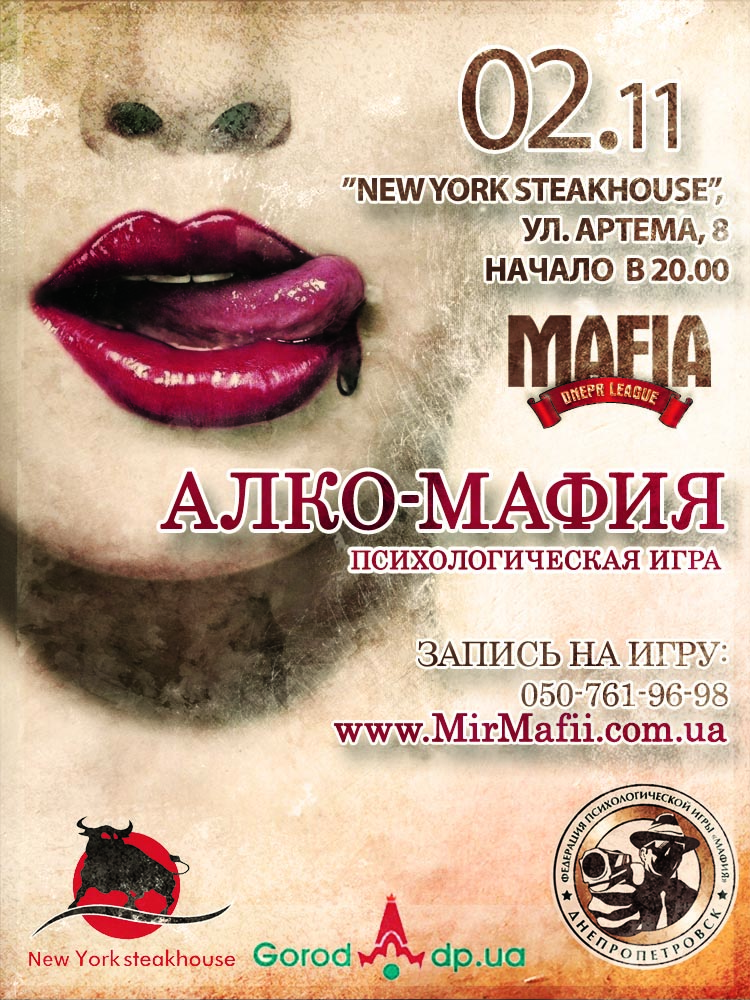 02.11
"NEW YORK STEAKHOUSE",
УЛ. АРТЕМА, 8
НАЧАЛО В 20.00
MAFIA
DNEPR LEAGUE
АЛКО-МАФИЯ
ПСИХОЛОГИЧЕСКАЯ ИГРА
ЗАПИСЬ НА ИГРУ:
050-761-96-98
www.MirMafii.com.ua
ФЕДЕРАЦИЯ ПСИХОЛОГИЧЕСКОЙ ИГРЫ «МАФИЯ»
ДНЕПРОПЕТРОВСК
New York steakhouse
Gorod dp.ua